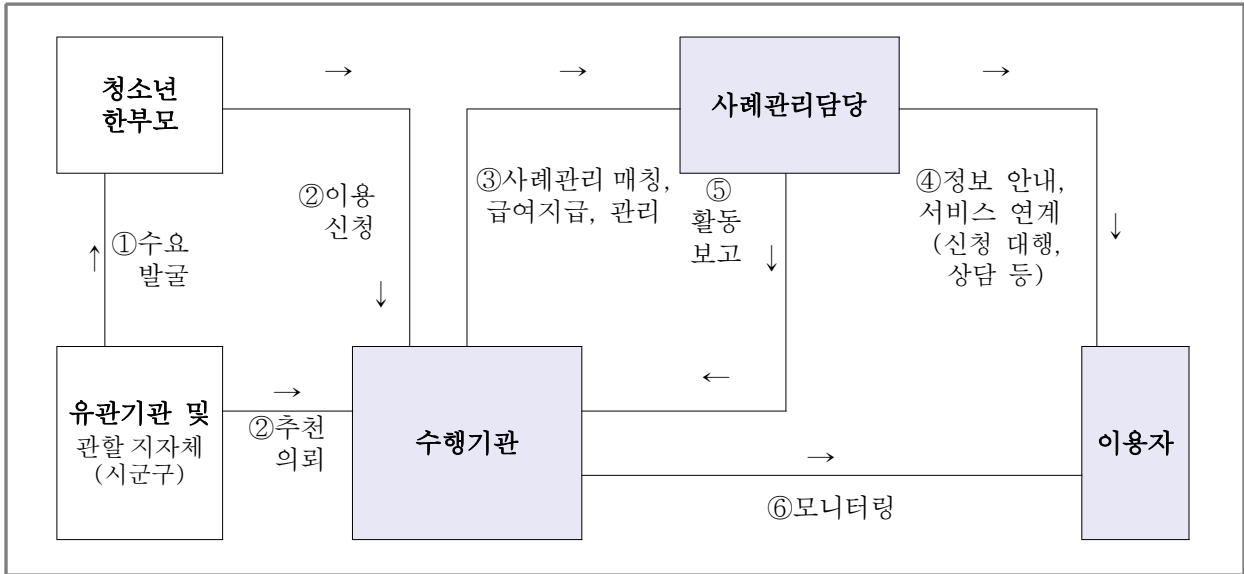 청소년
한부모
→
→
→
사례관리담당
①수요
발굴
↑
②이용
신청
↓
③사례관리 매칭,
급여지급, 관리
⑤
활동
보고
↓
④정보 안내,
서비스 연계
(신청 대행,
상담 등)
↓
유관기관 및
관할 지자체
(시군구)
→
②추천
의뢰
수행기관
←
→
⑥모니터링
이용자